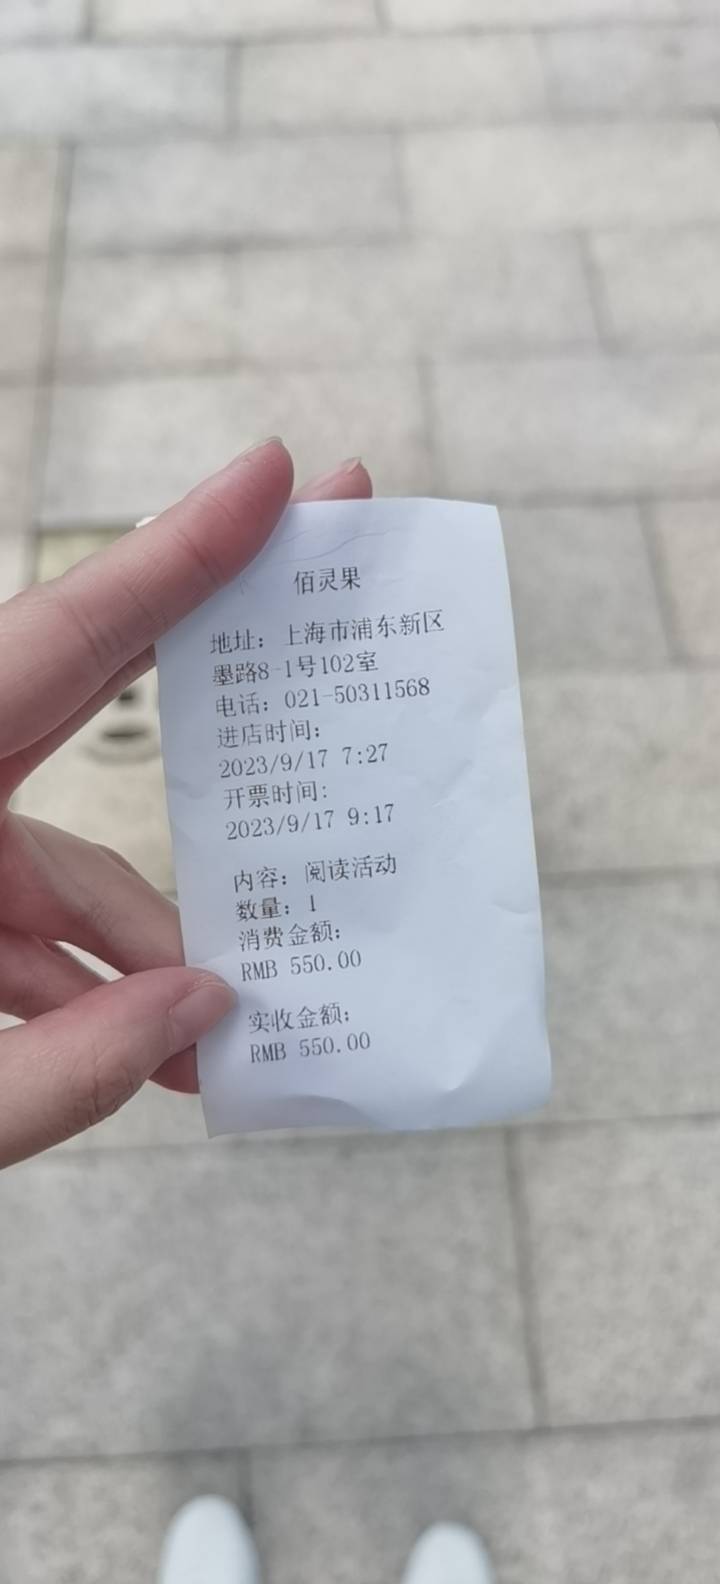 佰灵果
地址：上海市浦东新区
墨路8-1号102室
电话：021-50311568
进店时间：
2023/9/17 7:27
开票时间：
2023/9/17 9:17
内容：阅读活动
数量：1
消费金额：
RMB 550.00
实收金额：
RMB 550.00